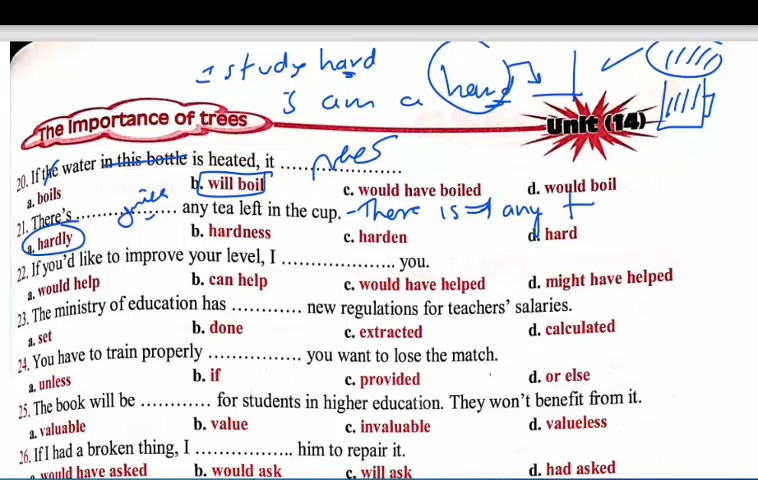 I study hard
I am a hard
The Importance of trees
Unit (14)
20. If the water in this bottle is heated, it ........................
a. boils b. will boil c. would have boiled d. would boil
21. There's ..................... any tea left in the cup. - There is any
a. hardly b. hardness c. harden d. hard
22. If you'd like to improve your level, I ...................... you.
a. would help b. can help c. would have helped d. might have helped
23. The ministry of education has ............. new regulations for teachers' salaries.
a. set b. done c. extracted d. calculated
24. You have to train properly ................. you want to lose the match.
a. unless b. if c. provided d. or else
25. The book will be ............. for students in higher education. They won't benefit from it.
a. valuable b. value c. invaluable d. valueless
26. If I had a broken thing, I .................. him to repair it.
a. would have asked b. would ask c. will ask d. had asked